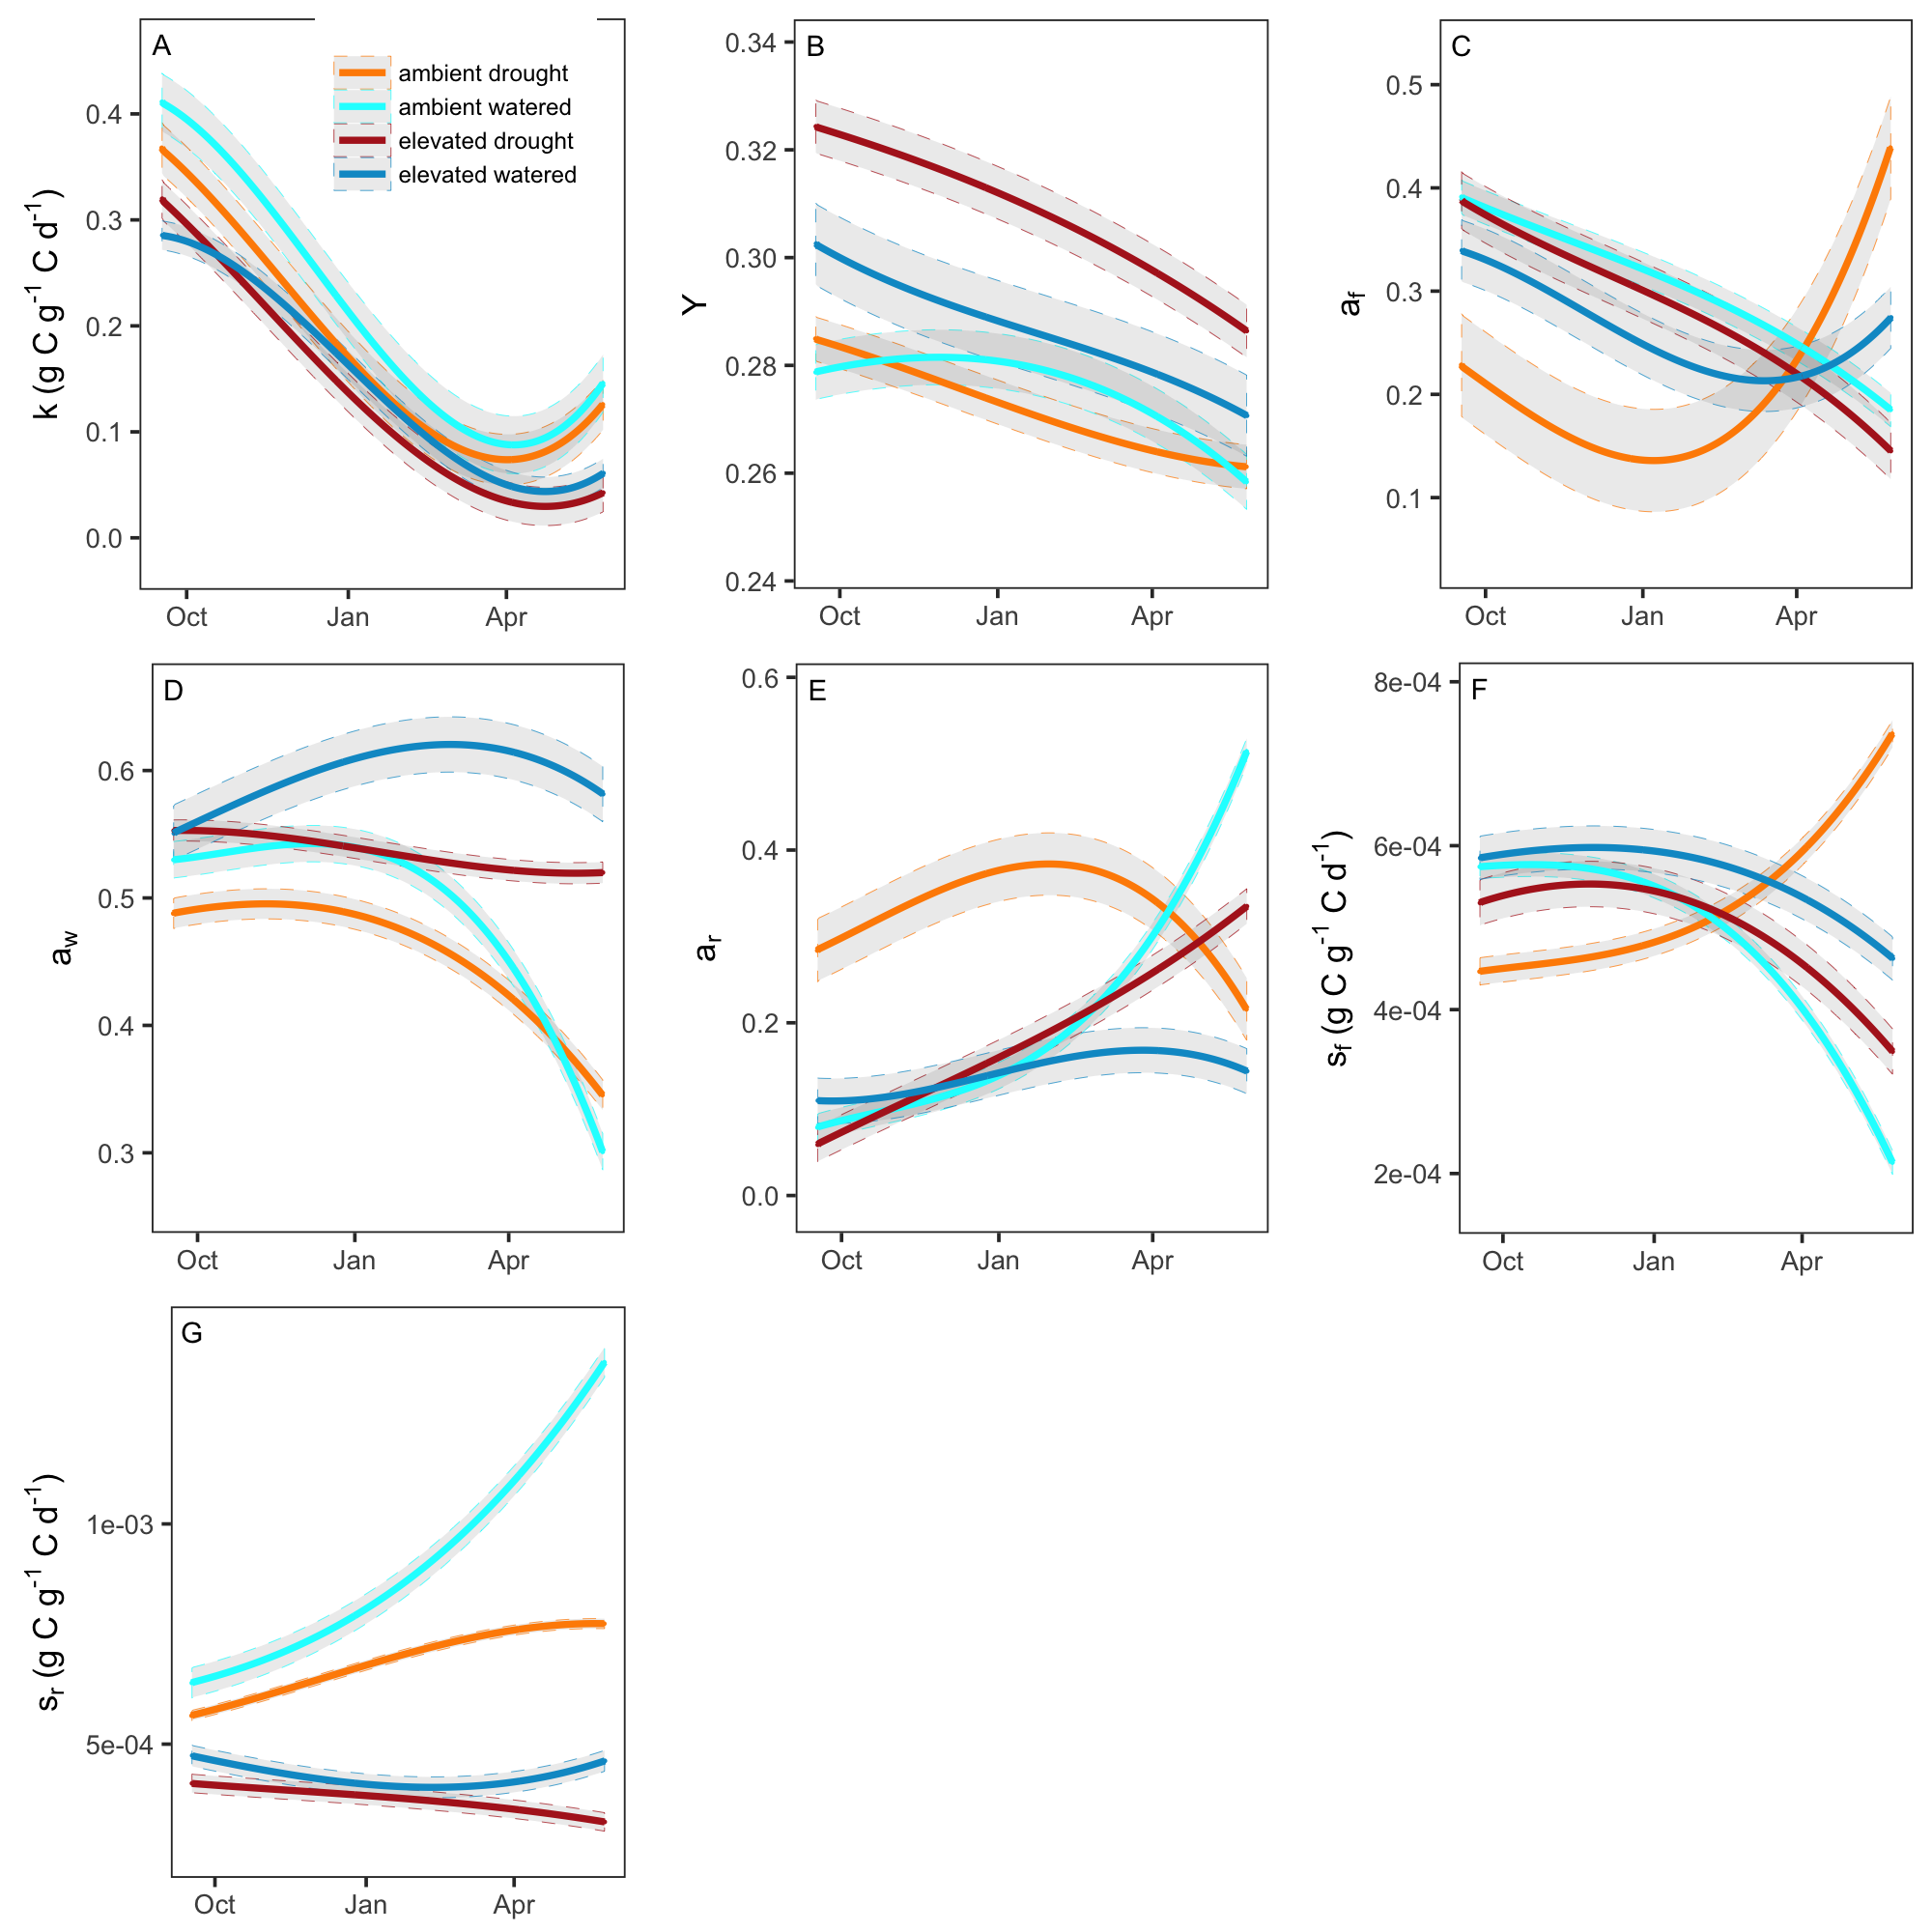 A
ambient drought
ambient watered
elevated drought
elevated watered
k (g C g⁻¹ C d⁻¹)
0.4
0.3
0.2
0.1
0.0
Oct Jan Apr
B
Y
0.34
0.32
0.30
0.28
0.26
0.24
Oct Jan Apr
C
a_f
0.5
0.4
0.3
0.2
0.1
Oct Jan Apr
D
a_w
0.6
0.5
0.4
0.3
Oct Jan Apr
E
a_r
0.6
0.4
0.2
0.0
Oct Jan Apr
F
s_f (g C g⁻¹ C d⁻¹)
8e-04
6e-04
4e-04
2e-04
Oct Jan Apr
G
s_r (g C g⁻¹ C d⁻¹)
1e-03
5e-04
Oct Jan Apr